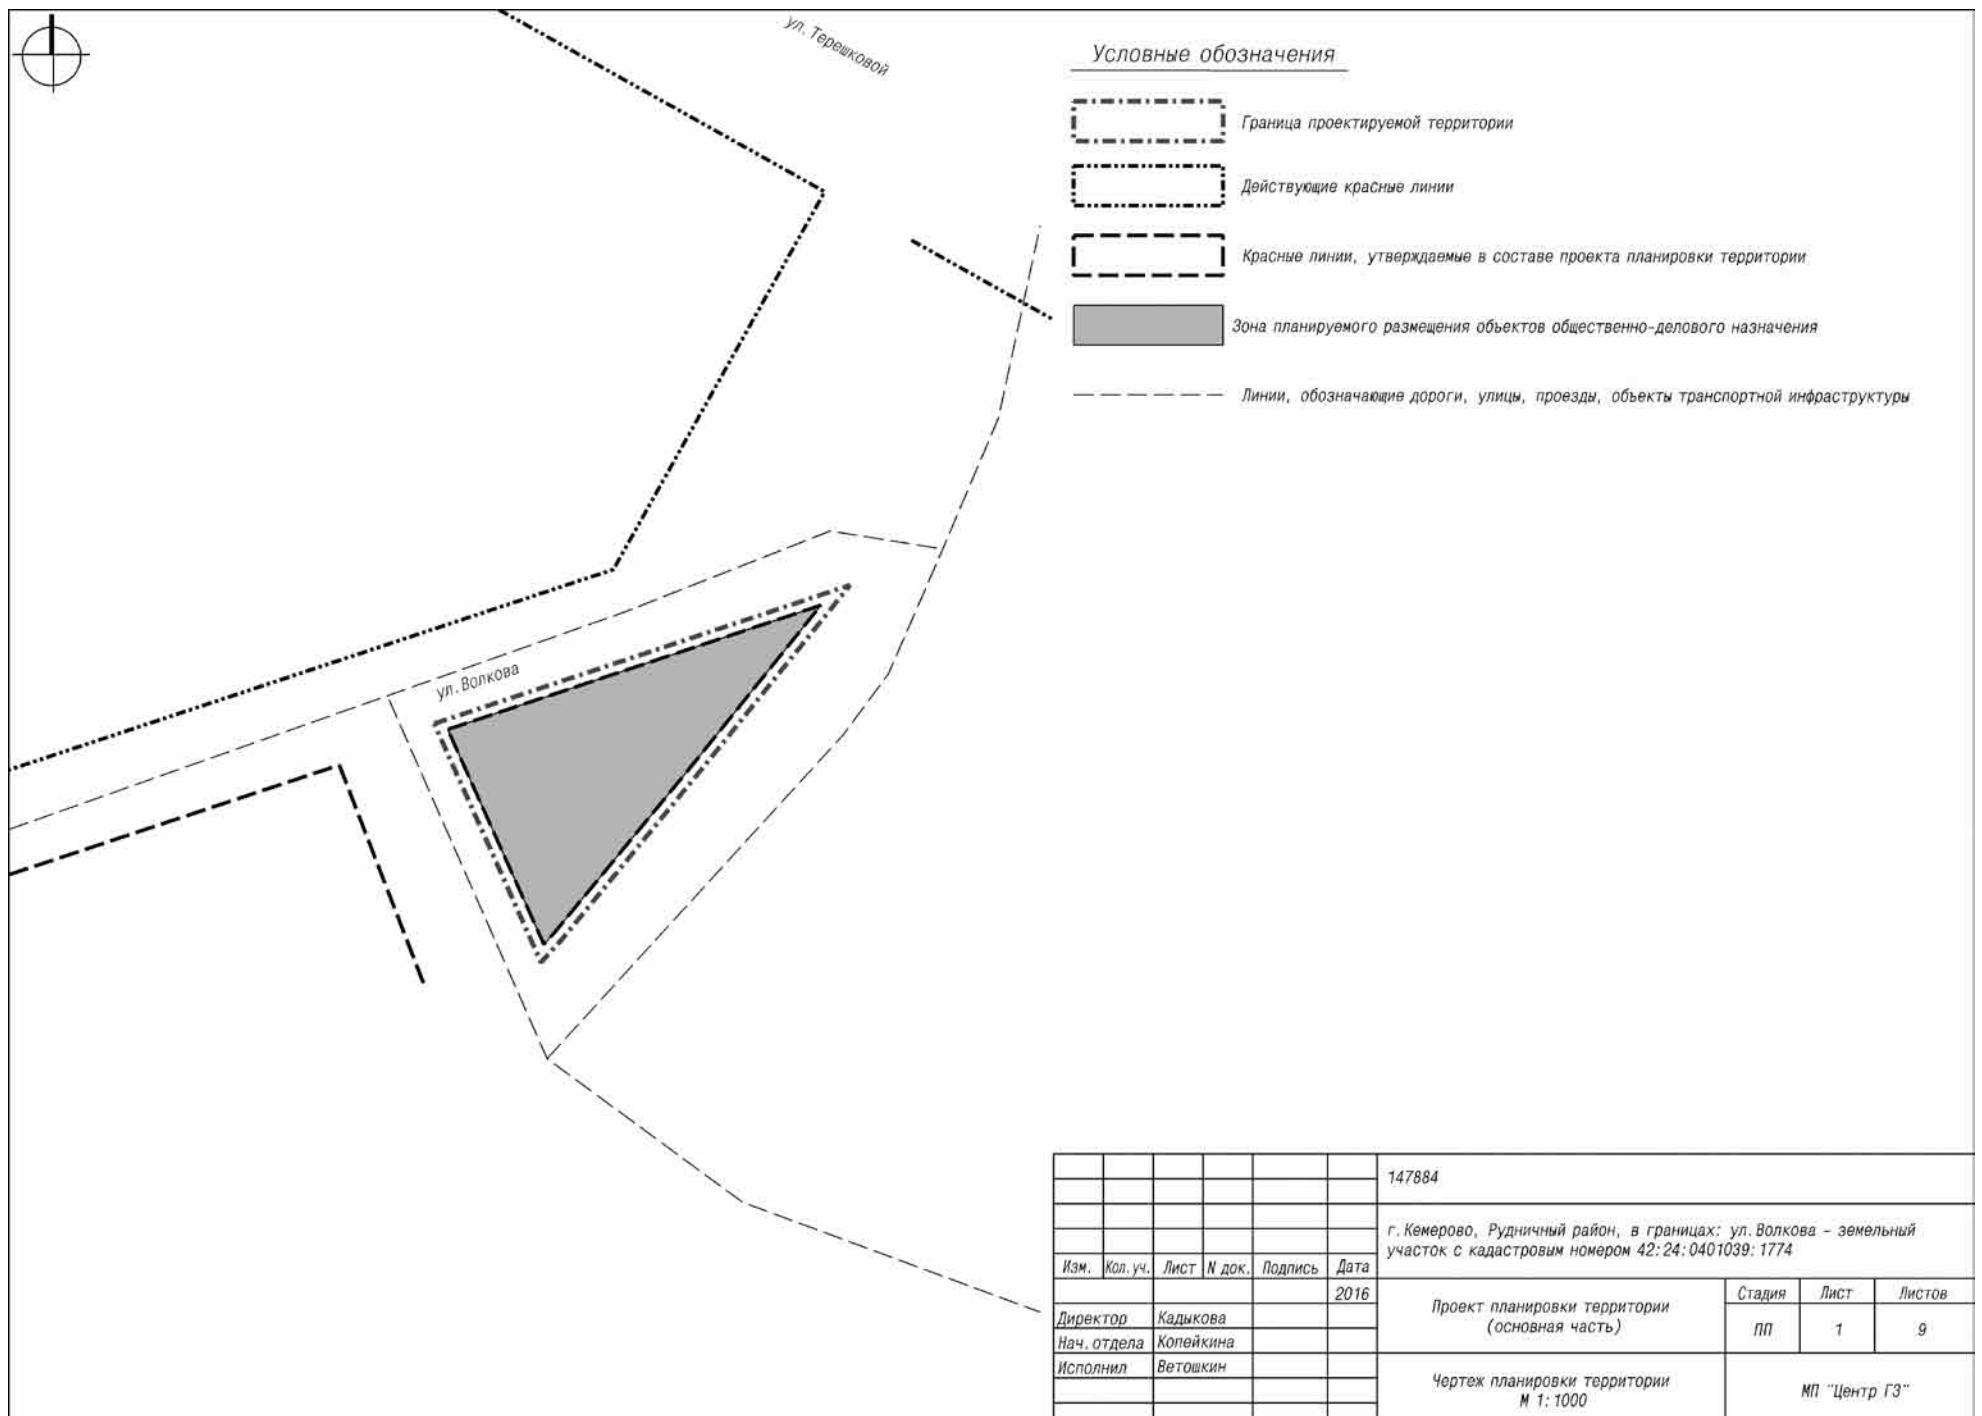 ул. Терешковой
Условные обозначения
Граница проектируемой территории
Действующие красные линии
Красные линии, утверждаемые в составе проекта планировки территории
Зона планируемого размещения объектов общественно-делового назначения
Линии, обозначающие дороги, улицы, проезды, объекты транспортной инфраструктуры
ул. Волкова
147884
г. Кемерово, Рудничный район, в границах: ул. Волкова - земельный
участок с кадастровым номером 42:24:0401039:1774
Изм. Кол. уч. Лист N док. Подпись Дата
2016
Проект планировки территории
(основная часть)
Стадия Лист Листов
ПП 1 9
Директор Кадыкова
Нач. отдела Копейкина
Исполнил Ветошкин
Чертеж планировки территории
М 1:1000
МП "Центр ГЗ"